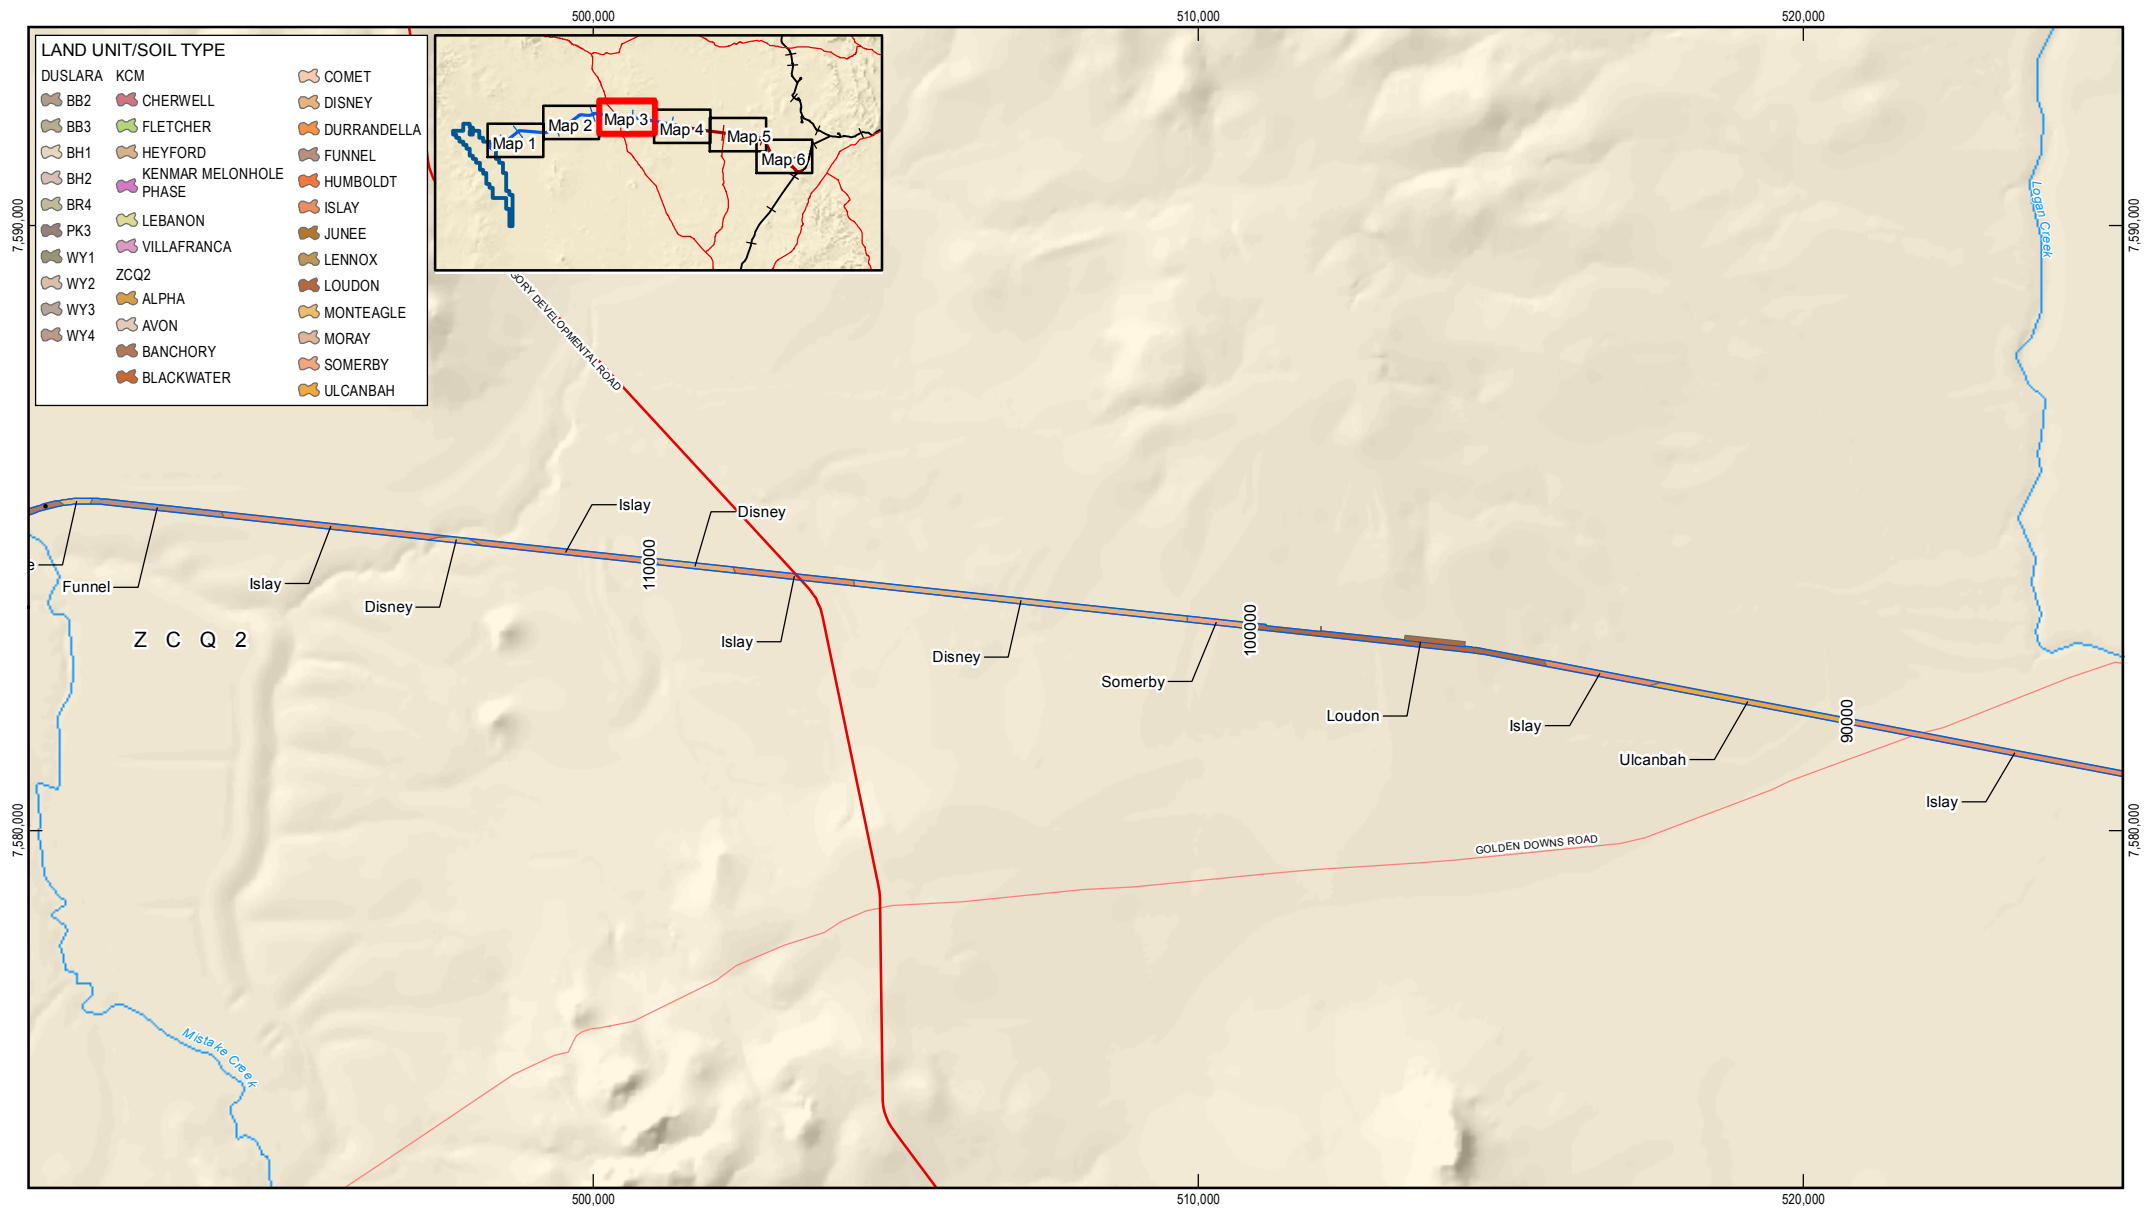 500,000
510,000
520,000
LAND UNIT/SOIL TYPE
DUSLARA
BB2
BB3
BH1
BH2
BR4
PK3
WY1
WY2
WY3
WY4
KCM
CHERWELL
FLETCHER
HEYFORD
KENMAR MELONHOLE
PHASE
LEBANON
VILLAFRANCA
ZCQ2
ALPHA
AVON
BANCHORY
BLACKWATER
COMET
DISNEY
DURRANDELLA
FUNNEL
HUMBOLDT
ISLAY
JUNEE
LENNOX
LOUDON
MONTEAGLE
MORAY
SOMERBY
ULCANBAH
Map 1
Map 2
Map 3
Map 4
Map 5
Map 6
7,590,000
7,590,000
Logan Creek
GORY DEVELOPMENTAL ROAD
Islay
Disney
e
Funnel
Islay
Disney
110000
Islay
Disney
100000
Somerby
Loudon
Islay
Ulcanbah
90000
Islay
ZCQ2
7,580,000
7,580,000
GOLDEN DOWNS ROAD
Mistake Creek
500,000
510,000
520,000